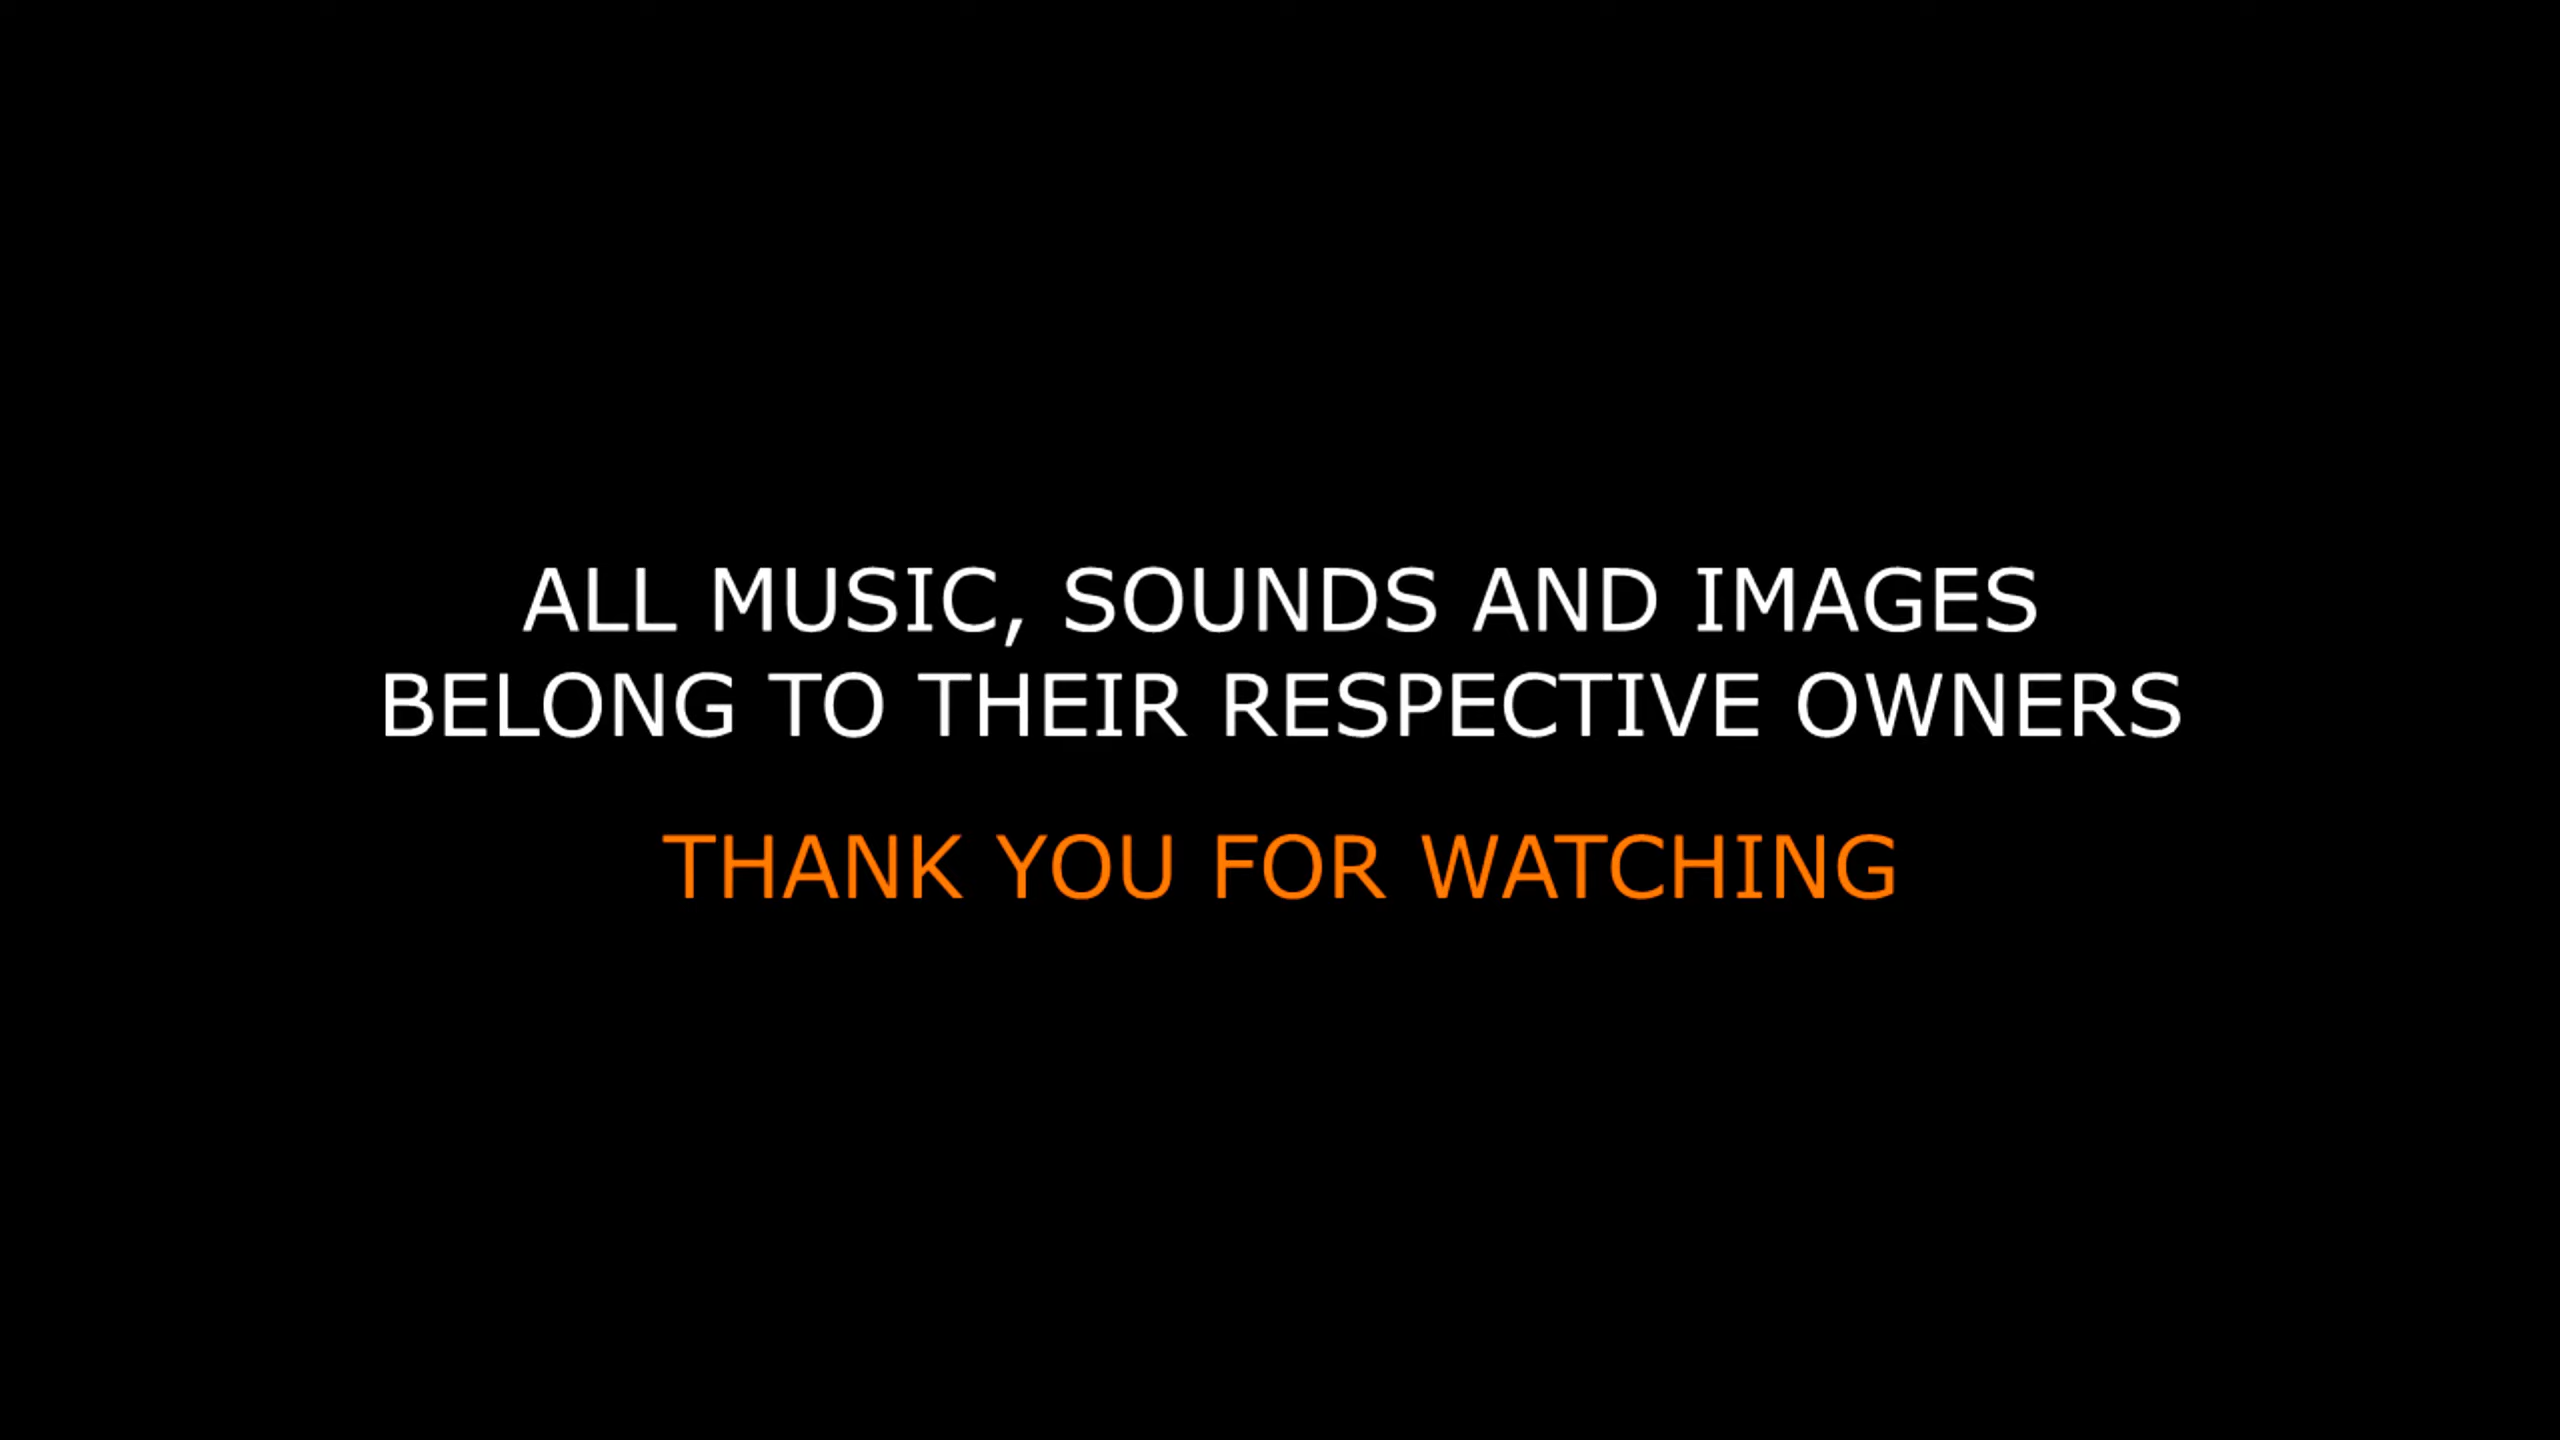 ALL MUSIC, SOUNDS AND IMAGES
BELONG TO THEIR RESPECTIVE OWNERS
THANK YOU FOR WATCHING